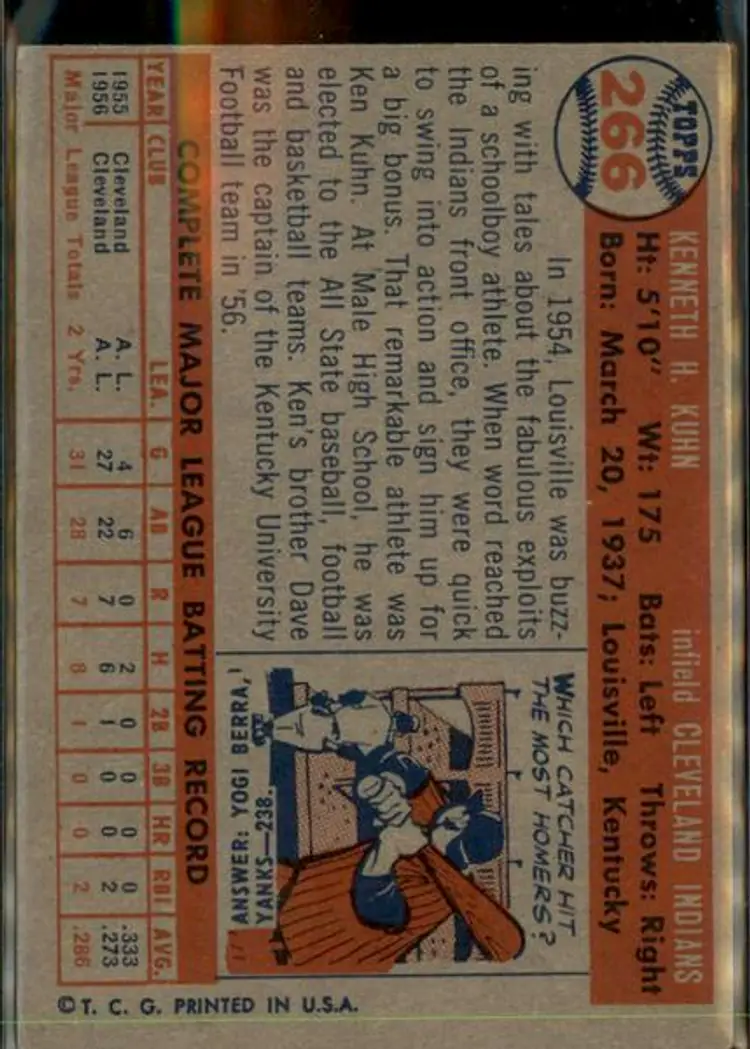 TOPPS
266
KENNETH H. KUHN infield CLEVELAND INDIANS
Ht: 5'10" Wt: 175 Bats: Left Throws: Right
Born: March 20, 1937; Louisville, Kentucky
In 1954, Louisville was buzz-
ing with tales about the fabulous exploits
of a schoolboy athlete. When word reached
the Indians front office, they were quick
to swing into action and sign him up for
a big bonus. That remarkable athlete was
Ken Kuhn. At Male High School, he was
elected to the All State baseball, football
and basketball teams. Ken's brother Dave
was the captain of the Kentucky University
Football team in '56.
WHICH CATCHER HIT
THE MOST HOMERS?
ANSWER: YOGI BERRA,
YANKS—238.
COMPLETE MAJOR LEAGUE BATTING RECORD
YEAR CLUB LEA. G AB R H 2B 3B HR RBI AVG.
1955 Cleveland A. L. 4 6 0 2 0 0 0 0 .333
1956 Cleveland A. L. 27 22 7 6 1 0 0 2 .273
Major League Totals 2 Yrs. 31 28 7 8 1 0 0 2 .286
© T. C. G. PRINTED IN U.S.A.